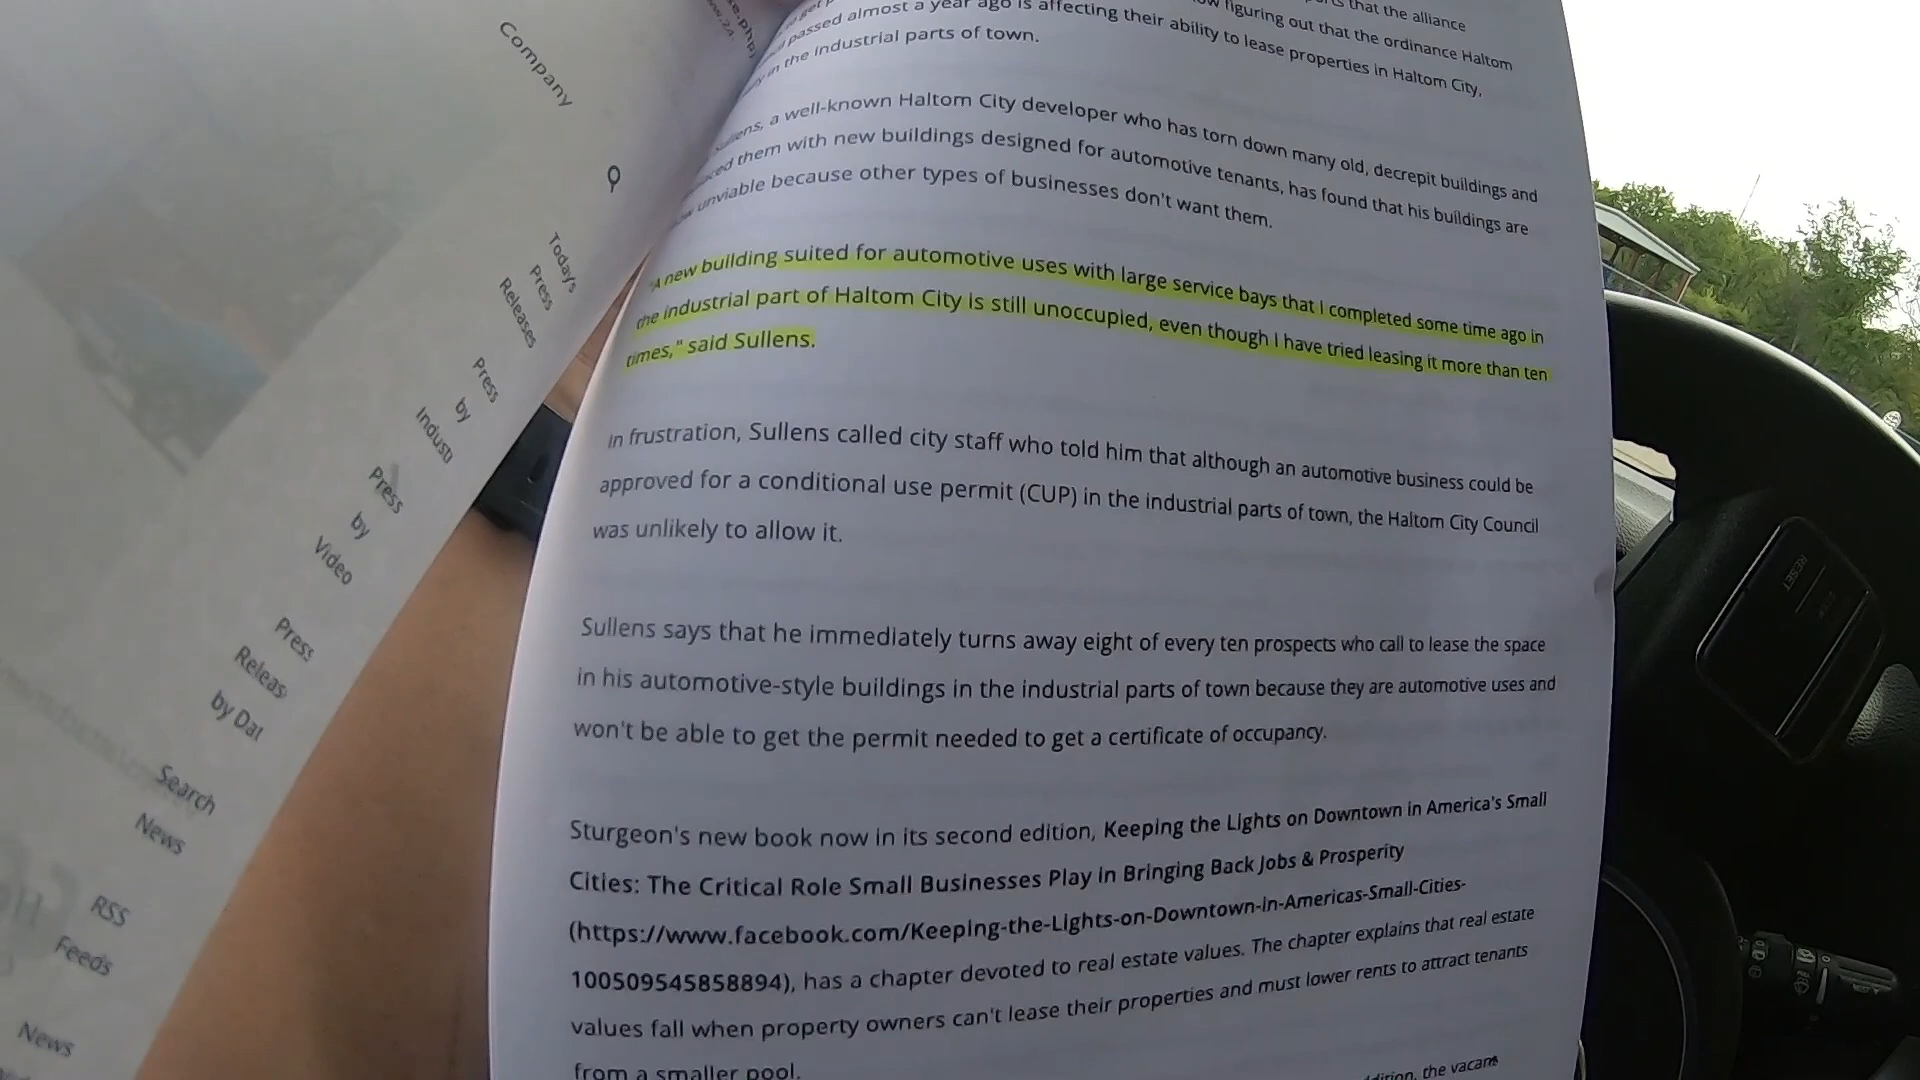 Company
Todays
Press
Releases
Press
by
Press
by
Video
Press
Releas
by Dat
Search
News
RSS
Feeds
News
that the alliance
figuring out that the ordinance Haltom
passed almost a year ago is affecting their ability to lease properties in Haltom City,
in the industrial parts of town.
a well-known Haltom City developer who has torn down many old, decrepit buildings and
them with new buildings designed for automotive tenants, has found that his buildings are
unviable because other types of businesses don't want them.
"A new building suited for automotive uses with large service bays that I completed some time ago in
the industrial part of Haltom City is still unoccupied, even though I have tried leasing it more than ten
times," said Sullens.
In frustration, Sullens called city staff who told him that although an automotive business could be
approved for a conditional use permit (CUP) in the industrial parts of town, the Haltom City Council
was unlikely to allow it.
Sullens says that he immediately turns away eight of every ten prospects who call to lease the space
in his automotive-style buildings in the industrial parts of town because they are automotive uses and
won't be able to get the permit needed to get a certificate of occupancy.
Sturgeon's new book now in its second edition, Keeping the Lights on Downtown in America's Small
Cities: The Critical Role Small Businesses Play in Bringing Back Jobs & Prosperity
(https://www.facebook.com/Keeping-the-Lights-on-Downtown-in-Americas-Small-Cities-
100509545858894), has a chapter devoted to real estate values. The chapter explains that real estate
values fall when property owners can't lease their properties and must lower rents to attract tenants
from a smaller pool.
the vacant
RESET